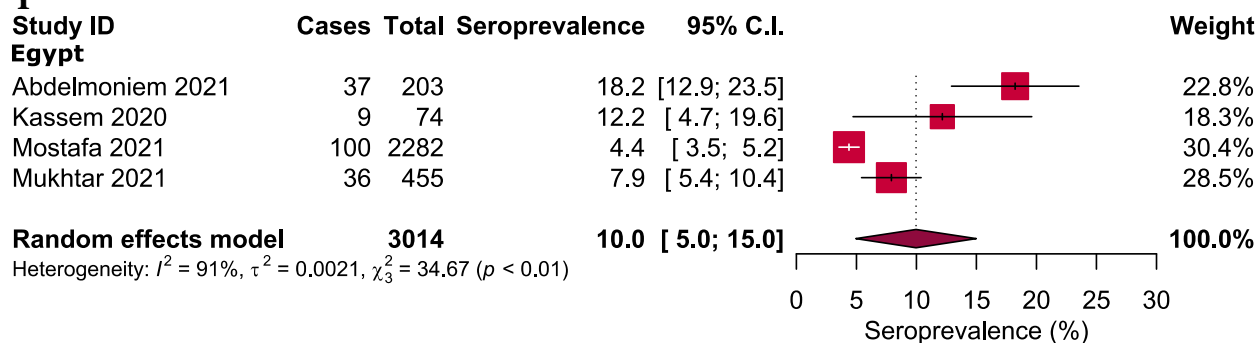 Study ID Cases Total Seroprevalence 95% C.I. Weight
Egypt
Abdelmoniem 2021 37 203 18.2 [12.9; 23.5] 22.8%
Kassem 2020 9 74 12.2 [ 4.7; 19.6] 18.3%
Mostafa 2021 100 2282 4.4 [ 3.5; 5.2] 30.4%
Mukhtar 2021 36 455 7.9 [ 5.4; 10.4] 28.5%
Random effects model 3014 10.0 [ 5.0; 15.0] 100.0%
Heterogeneity: I² = 91%, τ² = 0.0021, χ²₃ = 34.67 (p < 0.01)
0 5 10 15 20 25 30
Seroprevalence (%)